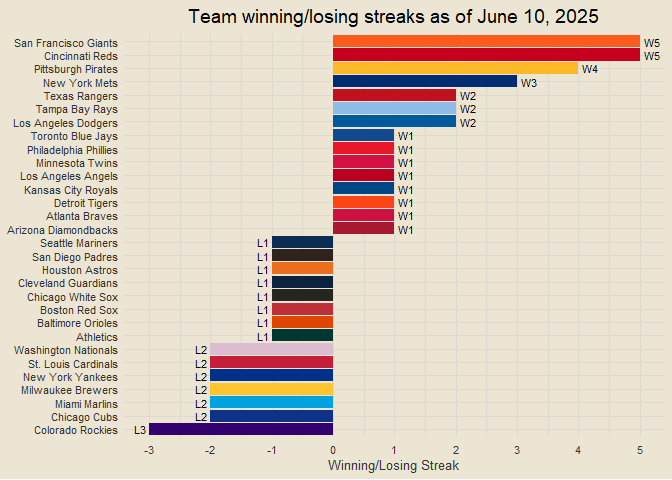 Team winning/losing streaks as of June 10, 2025
San Francisco Giants W5
Cincinnati Reds W5
Pittsburgh Pirates W4
New York Mets W3
Texas Rangers W2
Tampa Bay Rays W2
Los Angeles Dodgers W2
Toronto Blue Jays W1
Philadelphia Phillies W1
Minnesota Twins W1
Los Angeles Angels W1
Kansas City Royals W1
Detroit Tigers W1
Atlanta Braves W1
Arizona Diamondbacks W1
Seattle Mariners L1
San Diego Padres L1
Houston Astros L1
Cleveland Guardians L1
Chicago White Sox L1
Boston Red Sox L1
Baltimore Orioles L1
Athletics L1
Washington Nationals L2
St. Louis Cardinals L2
New York Yankees L2
Milwaukee Brewers L2
Miami Marlins L2
Chicago Cubs L2
Colorado Rockies L3
-3 -2 -1 0 1 2 3 4 5
Winning/Losing Streak